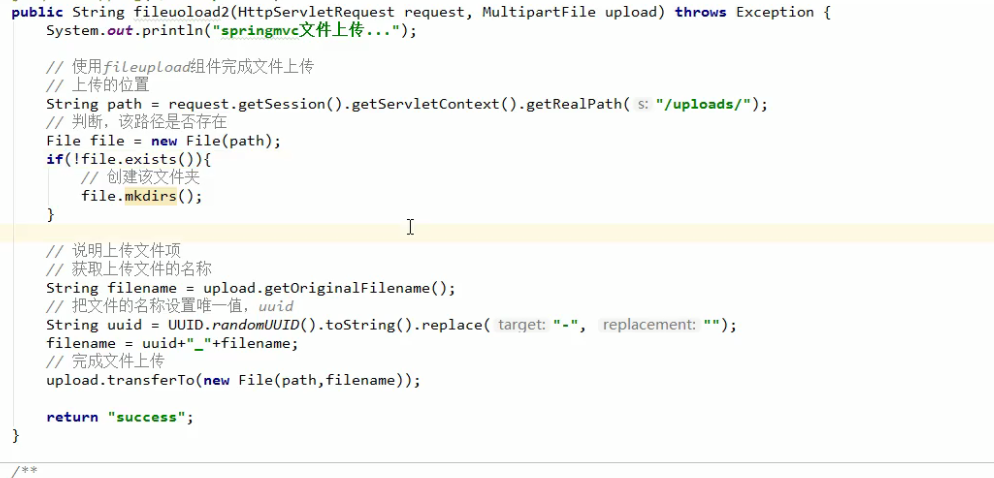 public String fileuoload2(HttpServletRequest request, MultipartFile upload) throws Exception {
System.out.println("springmvc文件上传...");
// 使用fileupload组件完成文件上传
// 上传的位置
String path = request.getSession().getServletContext().getRealPath( s: "/uploads/");
// 判断，该路径是否存在
File file = new File(path);
if(!file.exists()){
// 创建该文件夹
file.mkdirs();
}
// 说明上传文件项
// 获取上传文件的名称
String filename = upload.getOriginalFilename();
// 把文件的名称设置唯一值，uuid
String uuid = UUID.randomUUID().toString().replace( target: "-", replacement: "");
filename = uuid+"_"+filename;
// 完成文件上传
upload.transferTo(new File(path,filename));
return "success";
}
/**